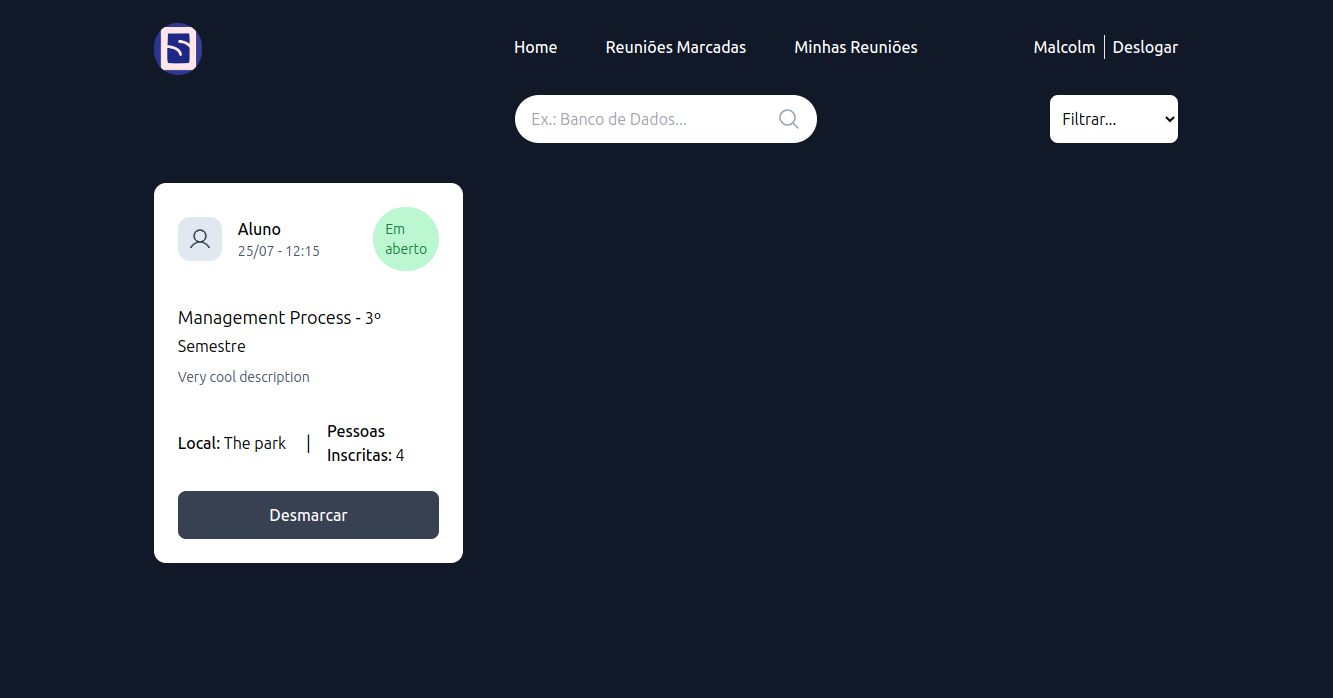 Home
Reuniões Marcadas
Minhas Reuniões
Malcolm
Deslogar
Ex.: Banco de Dados...
Filtrar...
Aluno
25/07 - 12:15
Em
aberto
Management Process - 3º
Semestre
Very cool description
Local: The park
Pessoas
Inscritas: 4
Desmarcar